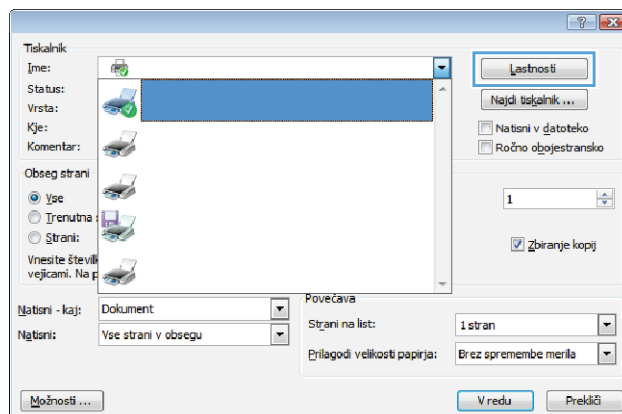 Tiskalnik
Ime:
Lastnosti
Status:
Najdi tiskalnik ...
Vrsta:
Kje:
Natisni v datoteko
Komentar:
Ročno obojestransko
Obseg strani
Vse
1
Trenutna
Strani:
Zbiranje kopij
Vnesite števil
vejicami. Na p
Natisni - kaj: Dokument
Povečava
Natisni: Vse strani v obsegu
Strani na list: 1 stran
Prilagodi velikosti papirja: Brez spremembe merila
Možnosti ...
V redu
Prekliči